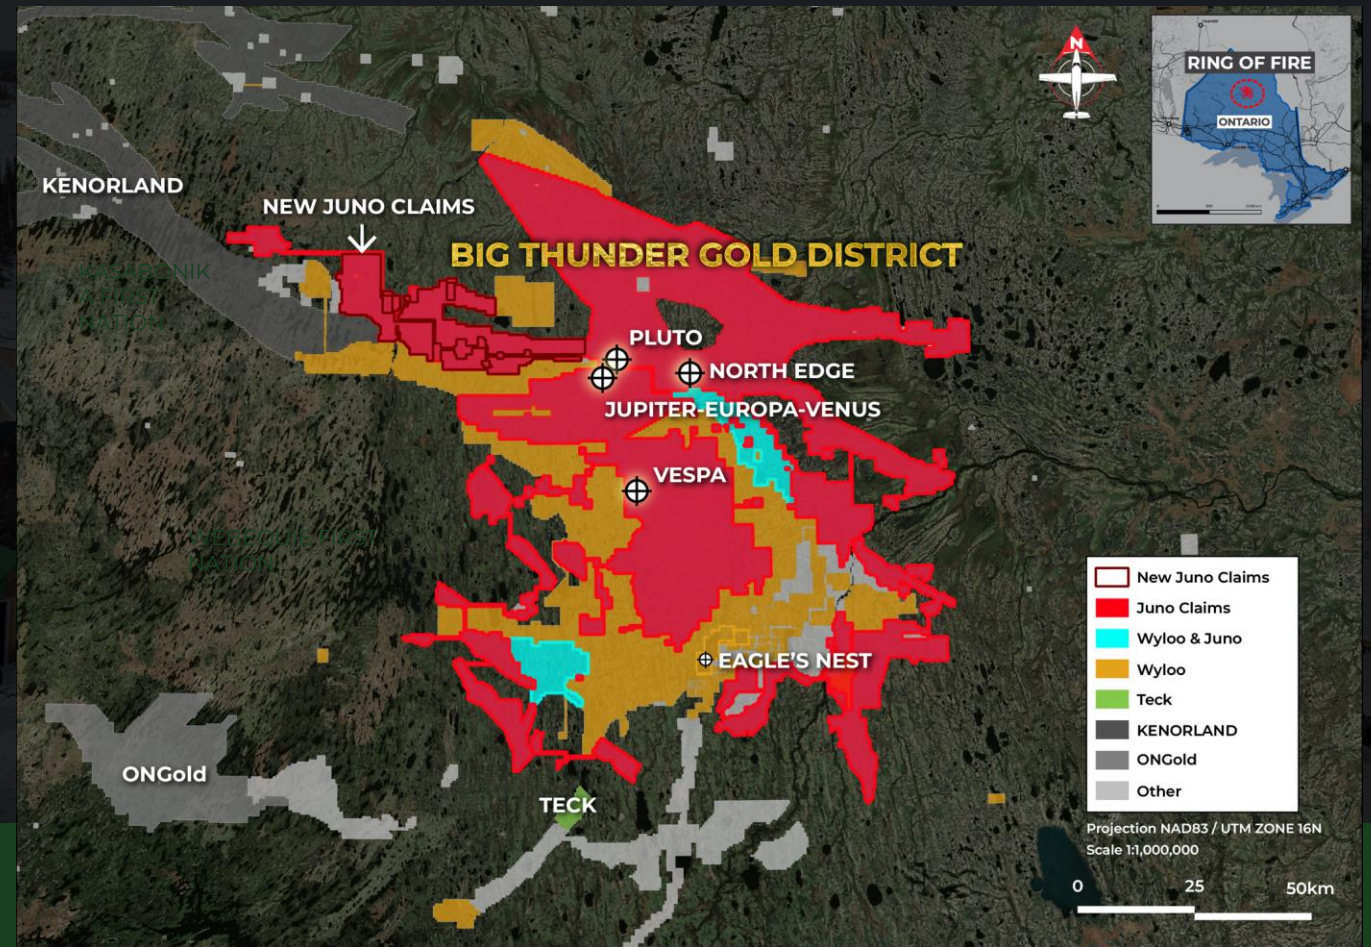 N
RING OF FIRE
ONTARIO
KENORLAND
NEW JUNO CLAIMS
BIG THUNDER GOLD DISTRICT
PLUTO
NORTH EDGE
JUPITER-EUROPA-VENUS
VESPA
EAGLE'S NEST
ONGold
TECK
New Juno Claims
Juno Claims
Wyloo & Juno
Wyloo
Teck
KENORLAND
ONGold
Other
Projection NAD83 / UTM ZONE 16N
Scale 1:1,000,000
0 25 50km